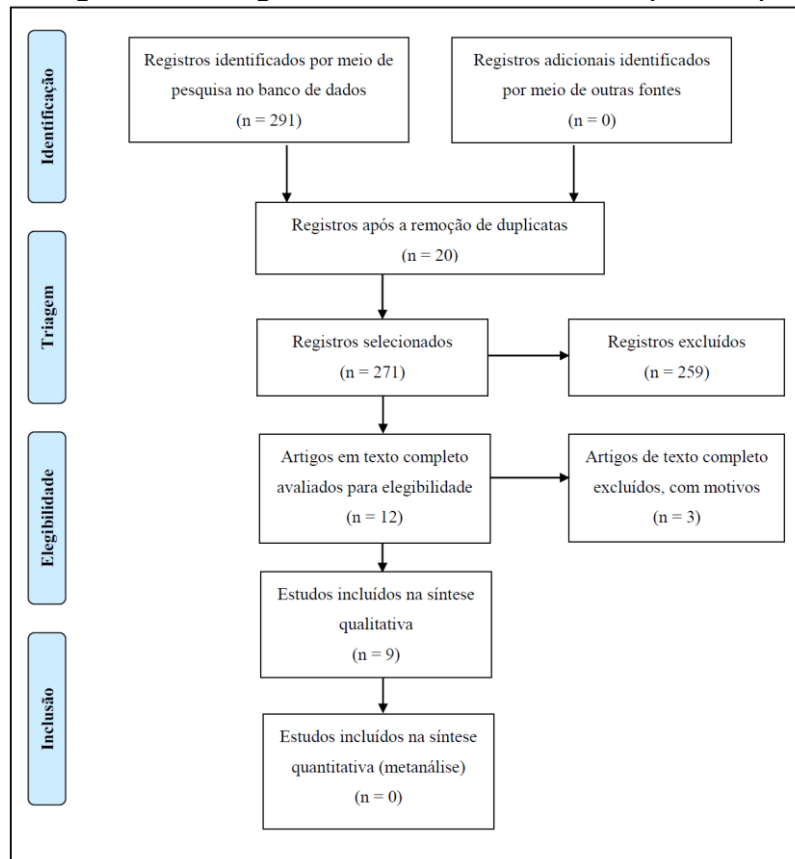 Identificação
Registros identificados por meio de
pesquisa no banco de dados
(n = 291)
Registros adicionais identificados
por meio de outras fontes
(n = 0)
Registros após a remoção de duplicatas
(n = 20)
Triagem
Registros selecionados
(n = 271)
Registros excluídos
(n = 259)
Elegibilidade
Artigos em texto completo
avaliados para elegibilidade
(n = 12)
Artigos de texto completo
excluídos, com motivos
(n = 3)
Estudos incluídos na síntese
qualitativa
(n = 9)
Inclusão
Estudos incluídos na síntese
quantitativa (metanálise)
(n = 0)